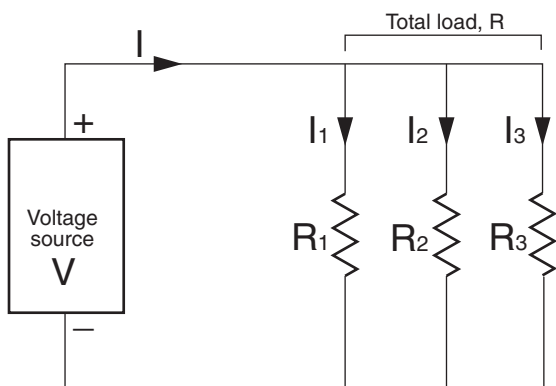 Total load, R
I
+
I₁ I₂ I₃
Voltage
source
V
R₁ R₂ R₃
–